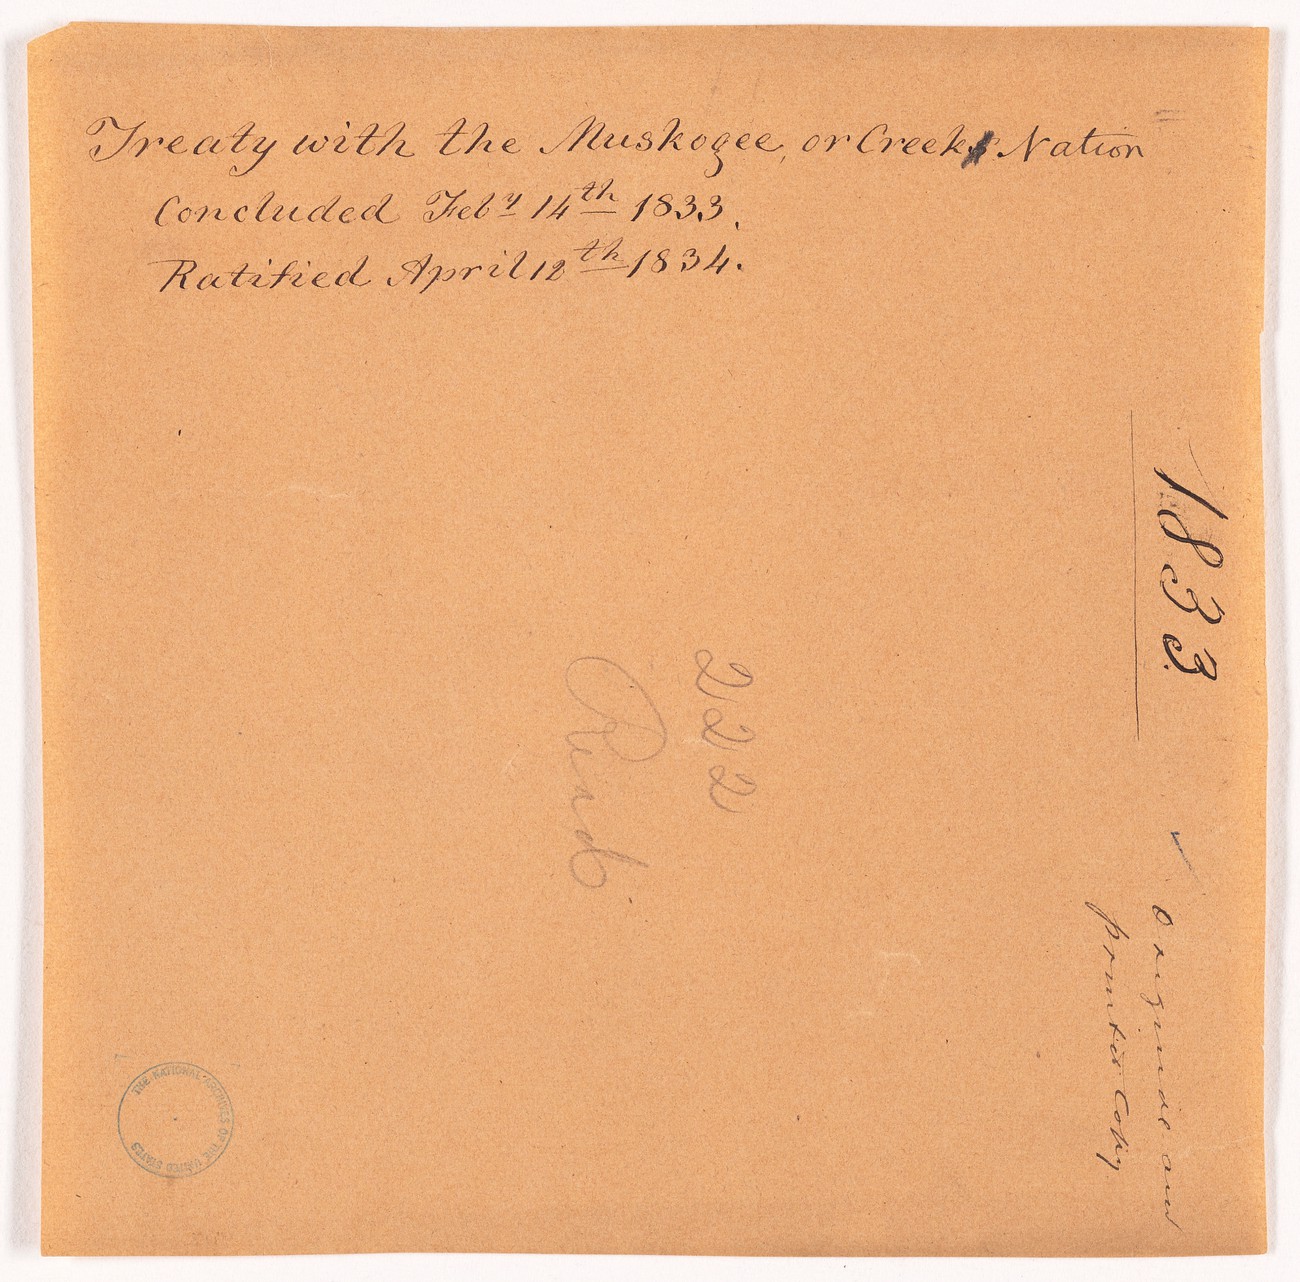 Treaty with the Muskogee, or Creek Nation
Concluded Feby 14th 1833.
Ratified April 12th 1834.
1833.
222
Original and
printed Copy
THE NATIONAL ARCHIVES OF THE UNITED STATES